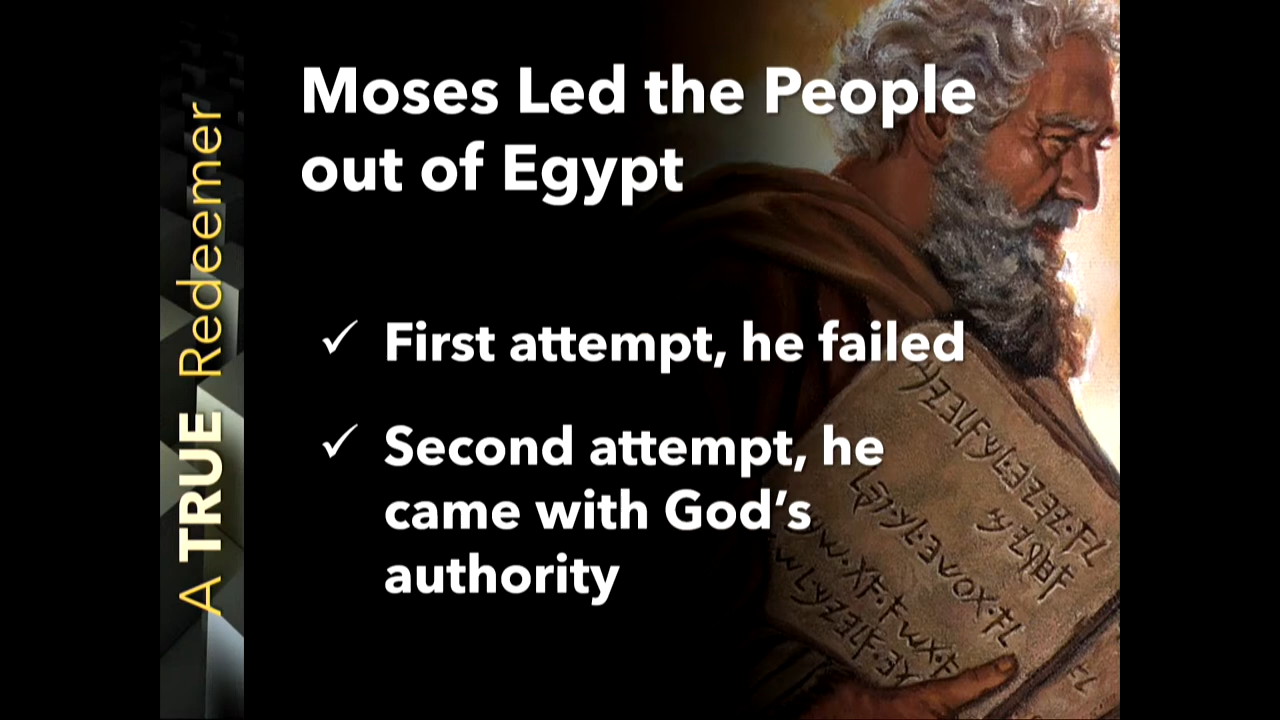 A TRUE Redeemer
Moses Led the People
out of Egypt
✓ First attempt, he failed
✓ Second attempt, he
came with God's
authority